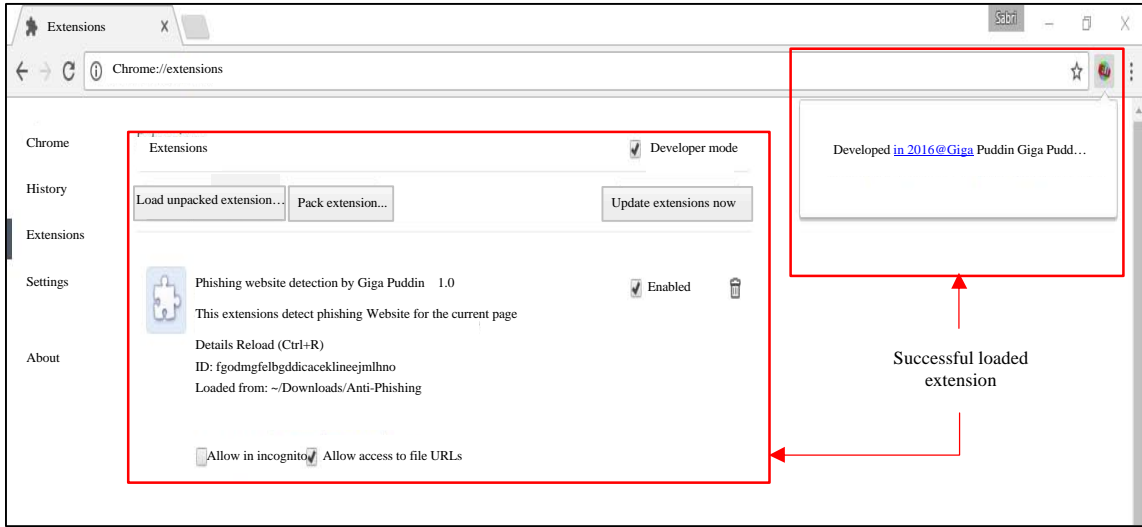 Extensions X
Sabri
Chrome://extensions
Chrome
History
Extensions
Settings
About
Extensions
Developer mode
Load unpacked extension...
Pack extension...
Update extensions now
Phishing website detection by Giga Puddin 1.0
Enabled
This extensions detect phishing Website for the current page
Details Reload (Ctrl+R)
ID: fgodmgfelbgddicaceklineejmlhno
Loaded from: ~/Downloads/Anti-Phishing
Allow in incognito Allow access to file URLs
Developed in 2016@Giga Puddin Giga Pudd...
Successful loaded
extension